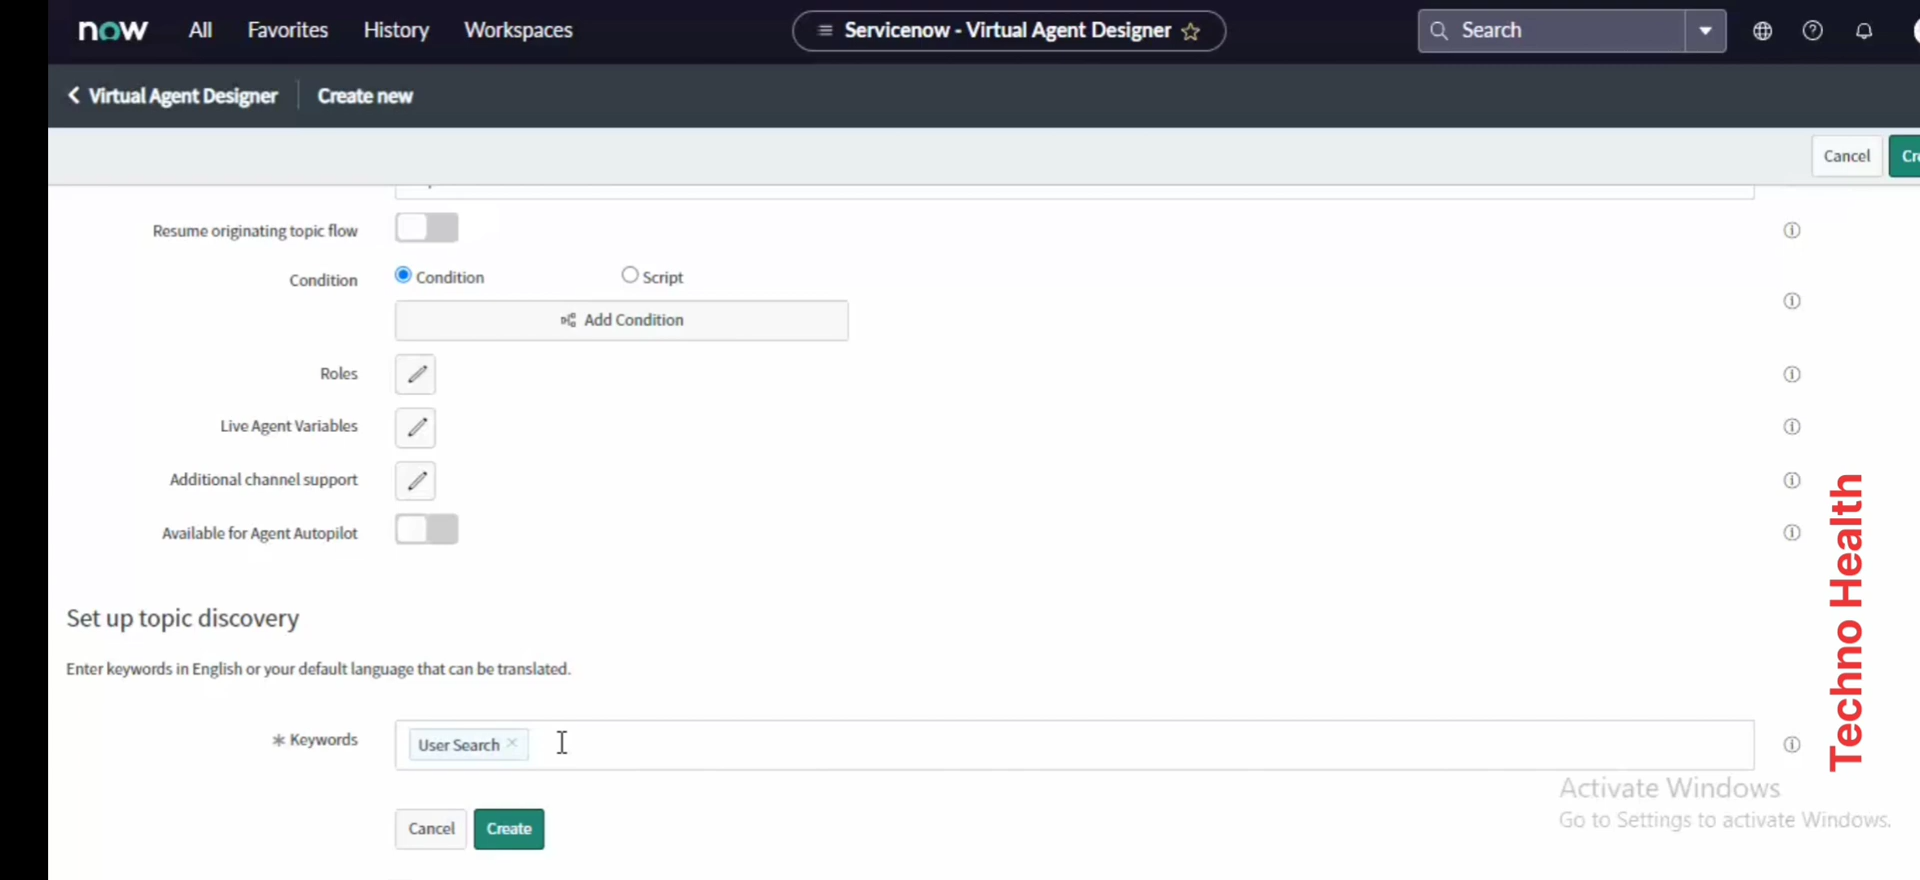 now All Favorites History Workspaces Servicenow - Virtual Agent Designer Search
Virtual Agent Designer Create new
Cancel Cre
Resume originating topic flow
Condition Condition Script
Add Condition
Roles
Live Agent Variables
Additional channel support
Available for Agent Autopilot
Set up topic discovery
Enter keywords in English or your default language that can be translated.
* Keywords User Search ×
Cancel Create
Techno Health
Activate Windows
Go to Settings to activate Windows.